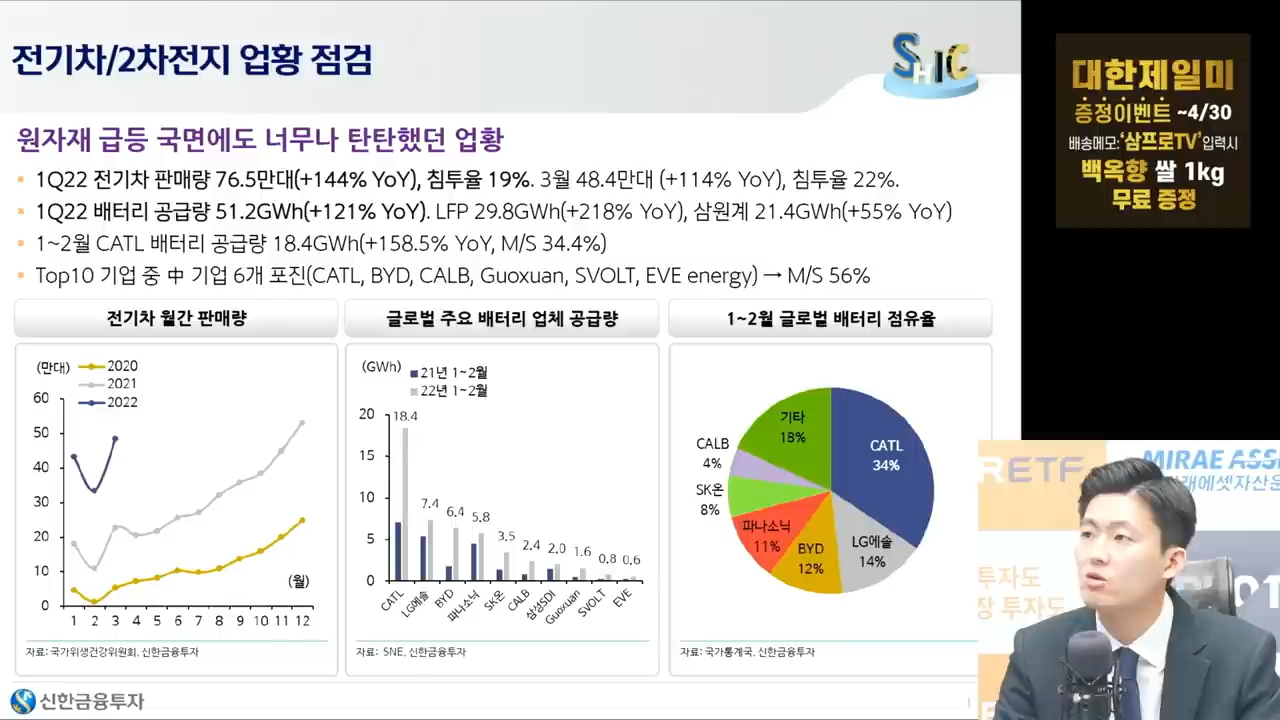 전기차/2차전지 업황 점검
SHIC
원자재 급등 국면에도 너무나 탄탄했던 업황
▪ 1Q22 전기차 판매량 76.5만대(+144% YoY), 침투율 19%. 3월 48.4만대 (+114% YoY), 침투율 22%.
▪ 1Q22 배터리 공급량 51.2GWh(+121% YoY). LFP 29.8GWh(+218% YoY), 삼원계 21.4GWh(+55% YoY)
▪ 1~2월 CATL 배터리 공급량 18.4GWh(+158.5% YoY, M/S 34.4%)
▪ Top10 기업 중 中 기업 6개 포진(CATL, BYD, CALB, Guoxuan, SVOLT, EVE energy) → M/S 56%
전기차 월간 판매량
(만대)
2020
2021
2022
60
50
40
30
20
10
0
(월)
1 2 3 4 5 6 7 8 9 10 11 12
자료: 국가위생건강위원회, 신한금융투자
글로벌 주요 배터리 업체 공급량
(GWh)
21년 1~2월
22년 1~2월
20
15
10
5
0
18.4
7.4
6.4
5.8
3.5
2.4
2.0
1.6
0.8
0.6
CATL
LG에솔
BYD
파나소닉
SK온
CALB
삼성SDI
Guoxuan
SVOLT
EVE
자료: SNE, 신한금융투자
1~2월 글로벌 배터리 점유율
기타
18%
CATL
34%
CALB
4%
SK온
8%
파나소닉
11%
BYD
12%
LG에솔
14%
자료: 국가통계국, 신한금융투자
신한금융투자
대한제일미
증정이벤트 ~4/30
배송메모:'삼프로TV'입력시
백옥향 쌀 1kg
무료 증정
RETF
MIRAE ASS
래에셋자산운
투자도
장 투자도